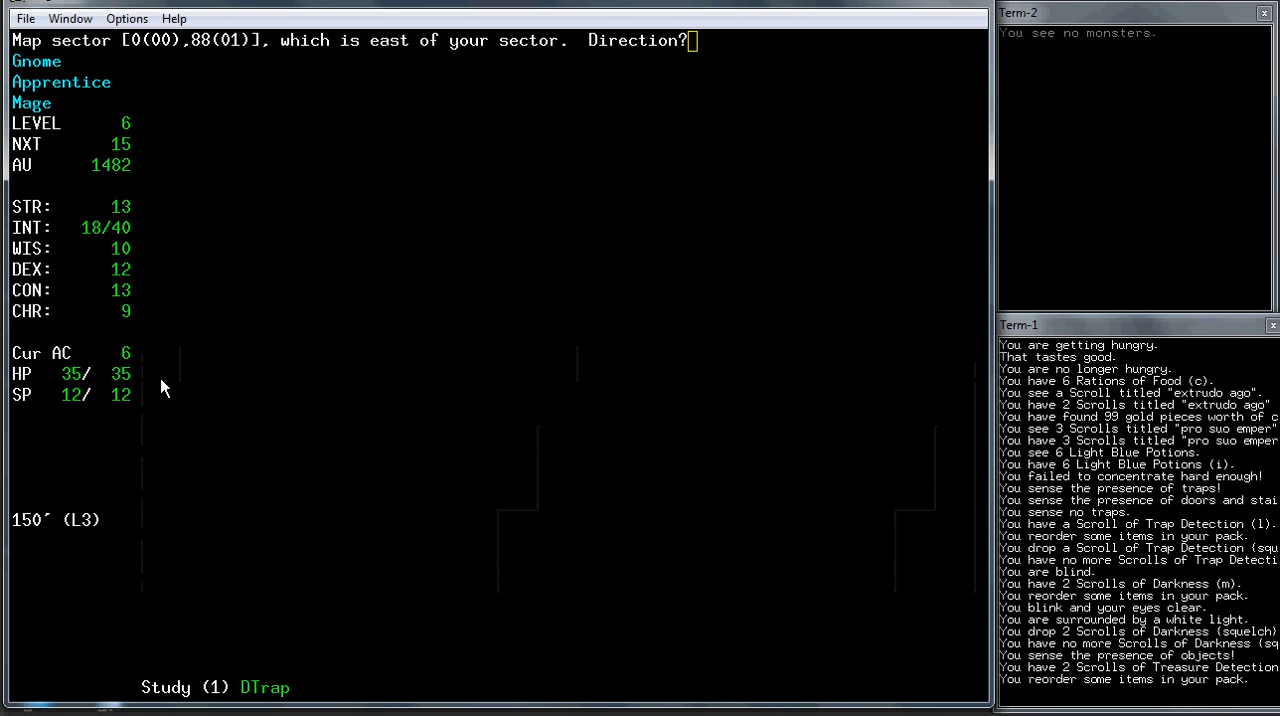 File Window Options Help
Map sector [0(00),88(01)], which is east of your sector. Direction?
Gnome
Apprentice
Mage
LEVEL 6
NXT 15
AU 1482
STR: 13
INT: 18/40
WIS: 10
DEX: 12
CON: 13
CHR: 9
Cur AC 6
HP 35/ 35
SP 12/ 12
150' (L3)
Study (1) DTrap
Term-2
You see no monsters.
Term-1
You are getting hungry.
That tastes good.
You are no longer hungry.
You have 6 Rations of Food (c).
You see a Scroll titled "extrudo ago".
You have 2 Scrolls titled "extrudo ago"
You have found 99 gold pieces worth of c
You see 3 Scrolls titled "pro suo emper"
You have 3 Scrolls titled "pro suo emper
You see 6 Light Blue Potions.
You have 6 Light Blue Potions (i).
You failed to concentrate hard enough!
You sense the presence of traps!
You sense the presence of doors and stai
You sense no traps.
You have a Scroll of Trap Detection (l).
You reorder some items in your pack.
You drop a Scroll of Trap Detection (squ
You have no more Scrolls of Trap Detecti
You are blind.
You have 2 Scrolls of Darkness (m).
You reorder some items in your pack.
You blink and your eyes clear.
You are surrounded by a white light.
You drop 2 Scrolls of Darkness (squelch)
You have no more Scrolls of Darkness (sq
You sense the presence of objects!
You have 2 Scrolls of Treasure Detection
You reorder some items in your pack.